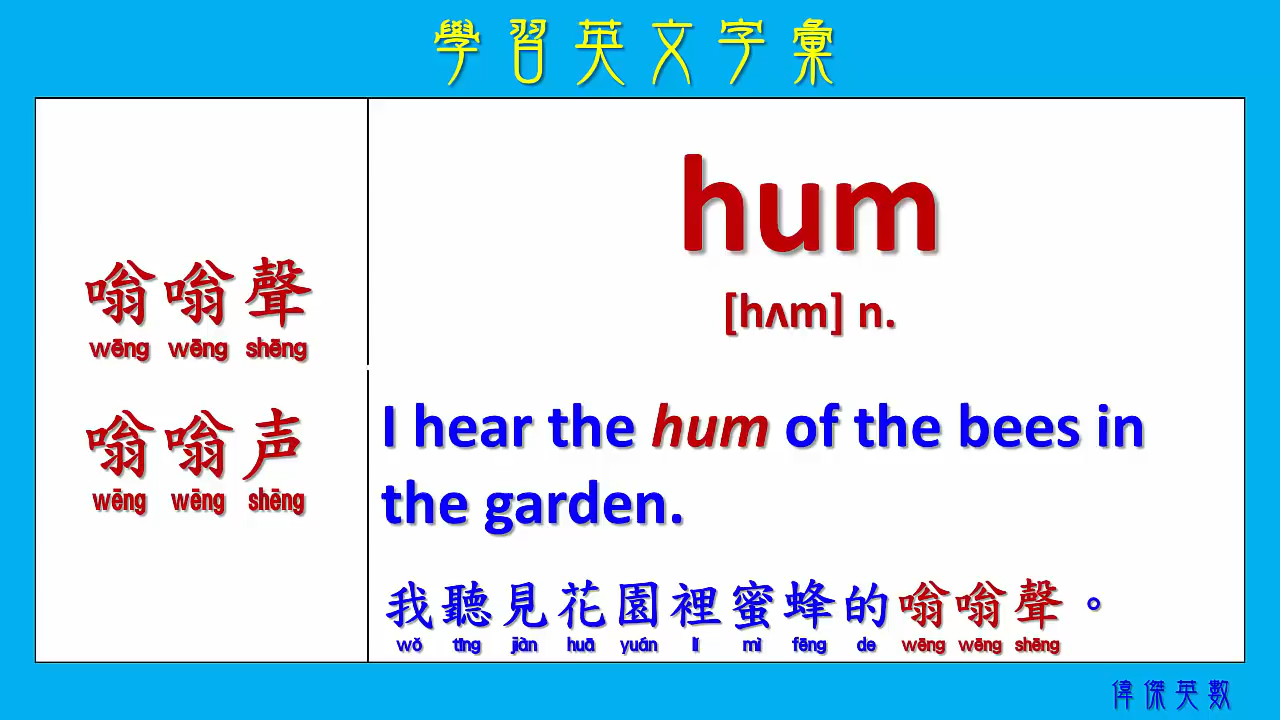 學習英文字彙
嗡嗡聲
wēng wēng shēng
嗡嗡声
wēng wēng shēng
hum
[hʌm] n.
I hear the hum of the bees in
the garden.
我聽見花園裡蜜蜂的嗡嗡聲。
wǒ tīng jiàn huā yuán lǐ mì fēng de wēng wēng shēng
偉傑英數